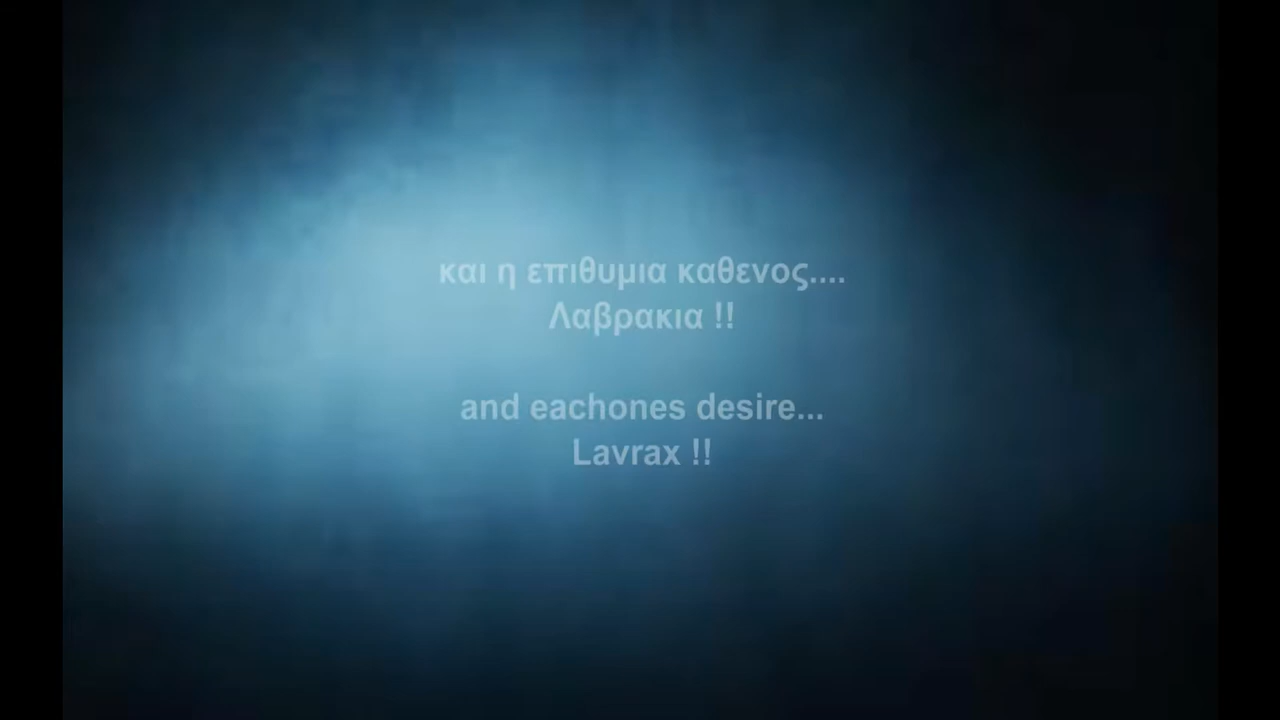 και η επιθυμια καθενος....
Λαβρακια !!
and eachones desire...
Lavrax !!